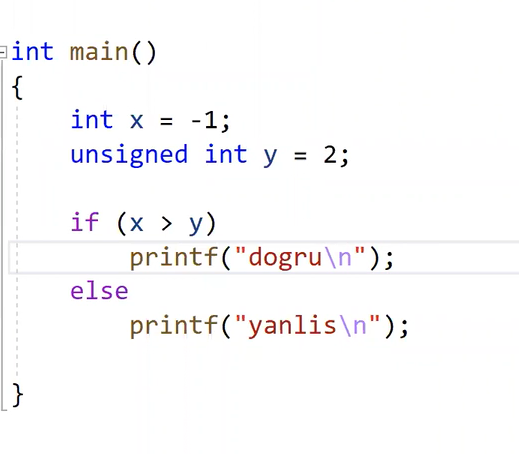 int main()
{
int x = -1;
unsigned int y = 2;
if (x > y)
printf("dogru\n");
else
printf("yanlis\n");
}